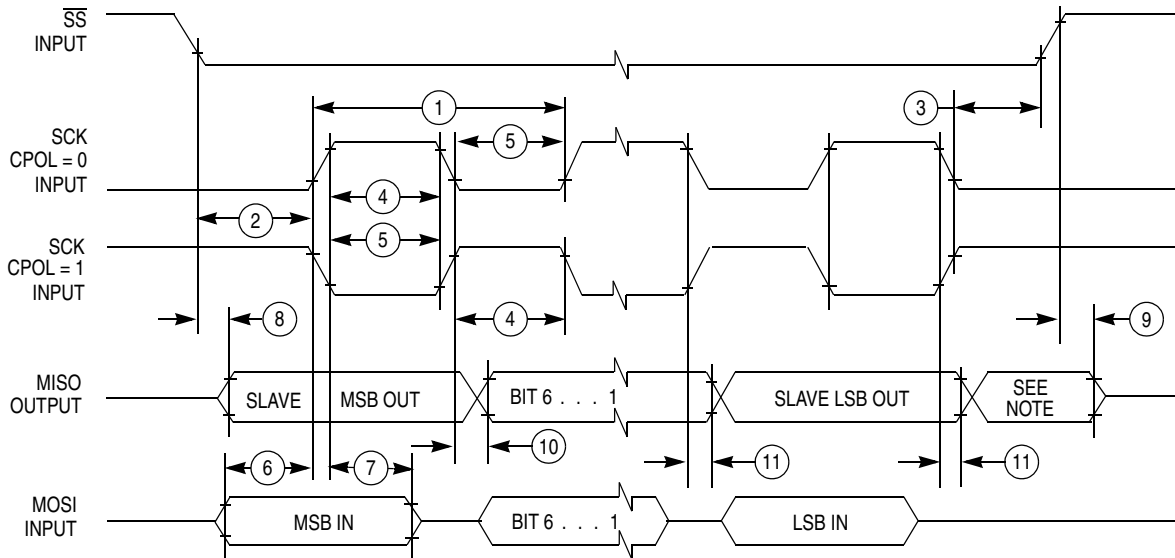 SS
INPUT
1
3
SCK
CPOL = 0
INPUT
5
4
2
SCK
CPOL = 1
INPUT
5
4
8
9
MISO
OUTPUT
SLAVE MSB OUT
BIT 6 . . . 1
SLAVE LSB OUT
SEE
NOTE
10
11
11
6
7
MOSI
INPUT
MSB IN
BIT 6 . . . 1
LSB IN